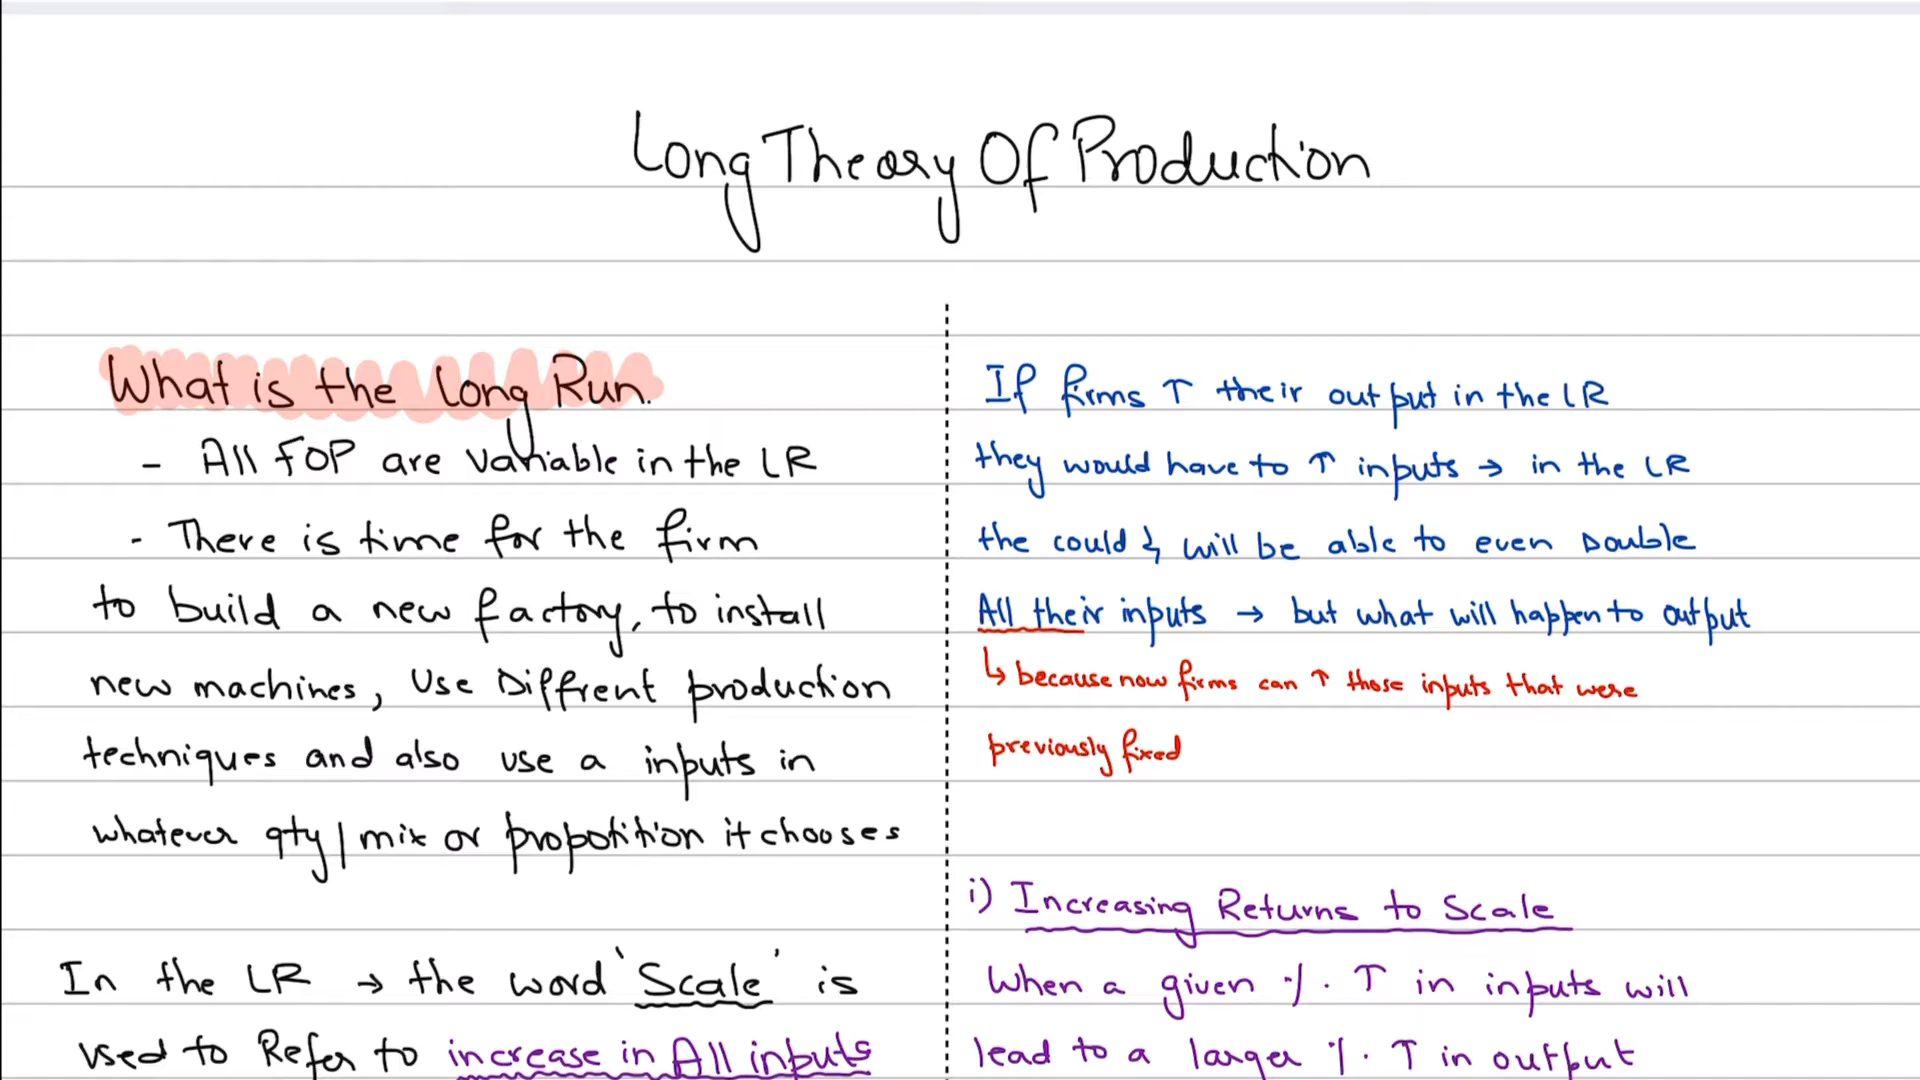 Long Theory Of Production
What is the Long Run.
- All FOP are variable in the LR
- There is time for the firm
to build a new factory, to install
new machines, Use Diffrent production
techniques and also use a inputs in
whatever qty/mix or propotition it chooses
In the LR → the word 'Scale' is
used to Refer to increase in All inputs
If firms ↑ their output in the LR
they would have to ↑ inputs → in the LR
the could & will be able to even Double
All their inputs → but what will happen to output
↳ because now firms can ↑ those inputs that were
previously fixed
i) Increasing Returns to Scale
When a given %. ↑ in inputs will
lead to a larger %. ↑ in output